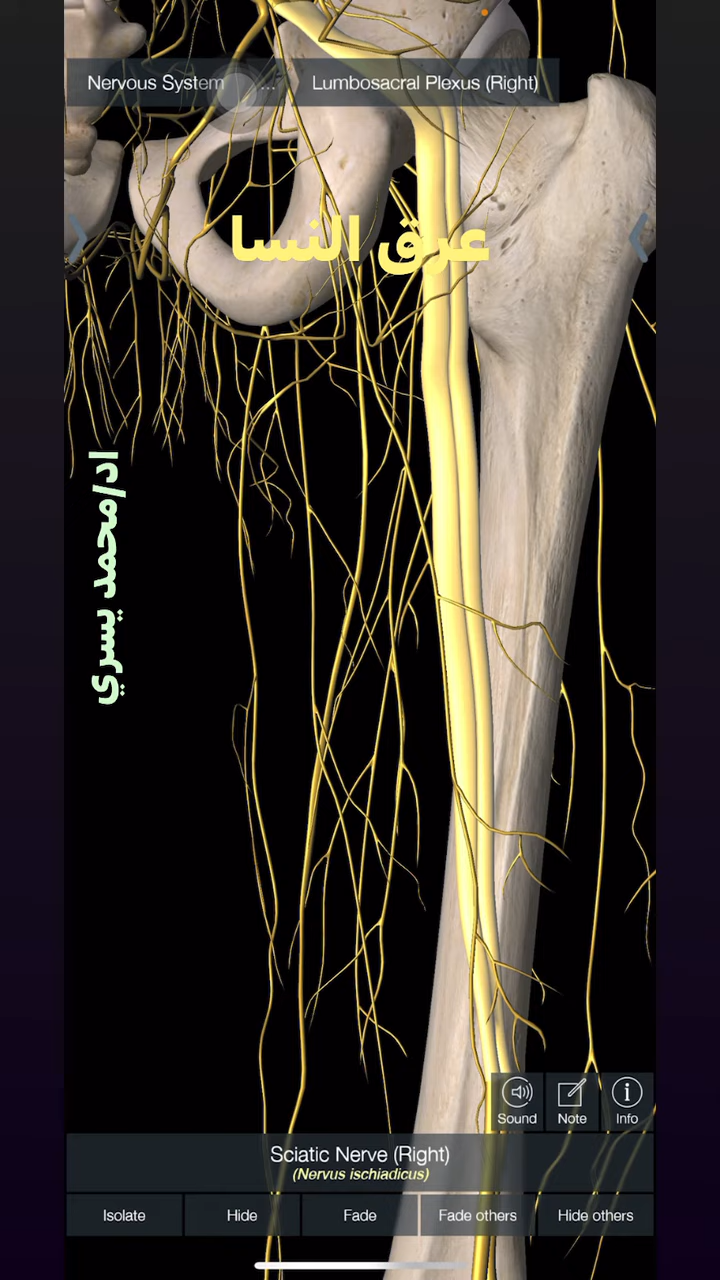 Nervous System
...
Lumbosacral Plexus (Right)
عرق النسا
اد/محمد يسري
Sound
Note
Info
Sciatic Nerve (Right)
(Nervus ischiadicus)
Isolate
Hide
Fade
Fade others
Hide others